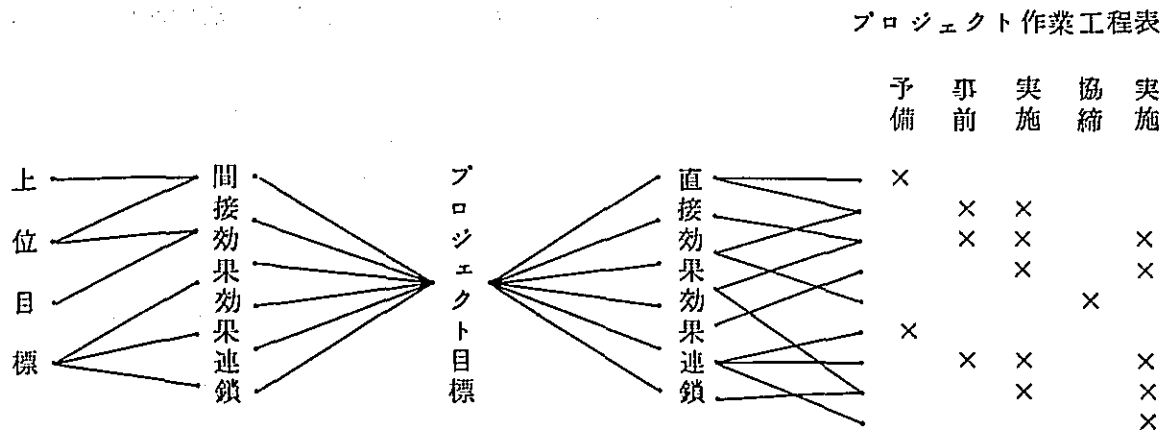 プロジェクト作業工程表
予備
事前
実施
協締
実施
上位目標
間接効果効果連鎖
プロジェクト目標
直接効果効果連鎖
×
× ×
× × ×
× ×
×
×
× × ×
× ×
×